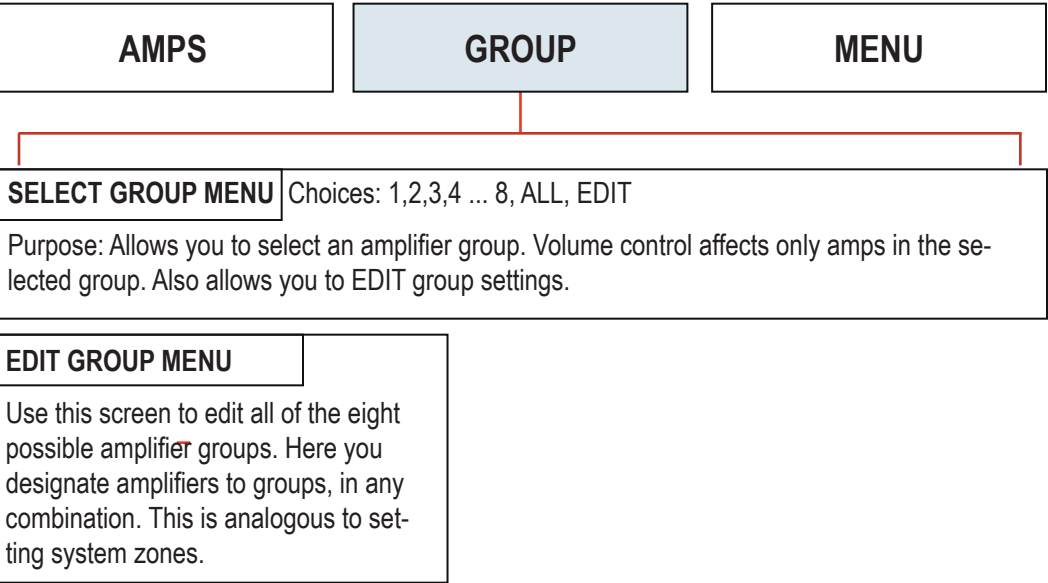 AMPS GROUP MENU
SELECT GROUP MENU Choices: 1,2,3,4 ... 8, ALL, EDIT
Purpose: Allows you to select an amplifier group. Volume control affects only amps in the se-
lected group. Also allows you to EDIT group settings.
EDIT GROUP MENU
Use this screen to edit all of the eight
possible amplifier groups. Here you
designate amplifiers to groups, in any
combination. This is analogous to set-
ting system zones.